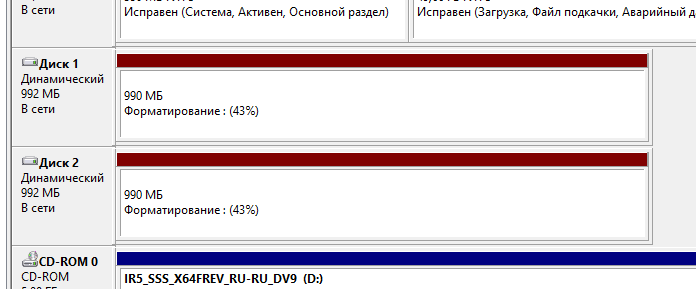 В сети
Исправен (Система, Активен, Основной раздел)
Исправен (Загрузка, Файл подкачки, Аварийный д
Диск 1
Динамический
992 МБ
В сети
990 МБ
Форматирование : (43%)
Диск 2
Динамический
992 МБ
В сети
990 МБ
Форматирование : (43%)
CD-ROM 0
CD-ROM
IR5_SSS_X64FREV_RU-RU_DV9 (D:)